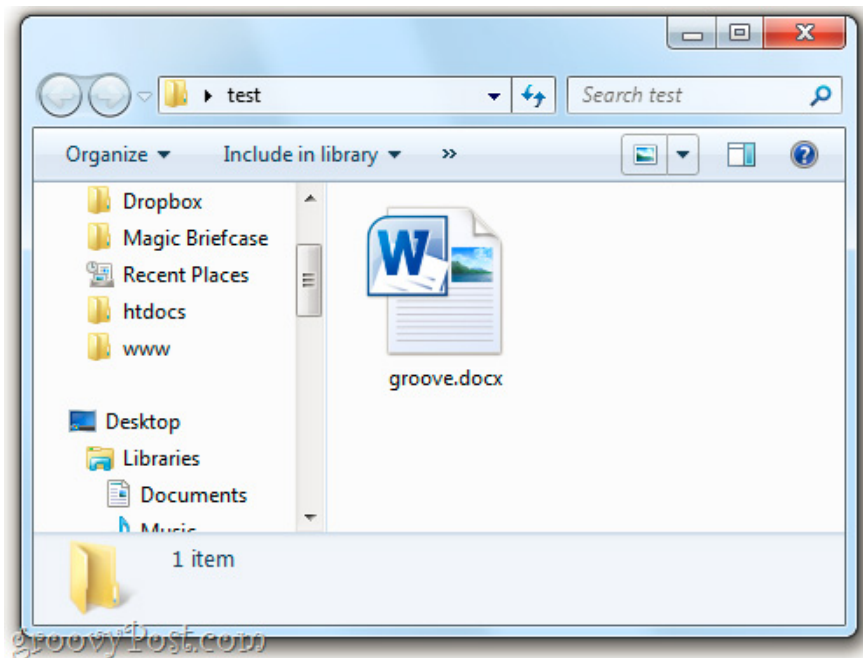 test
Search test
Organize
Include in library
»
Dropbox
Magic Briefcase
Recent Places
htdocs
www
Desktop
Libraries
Documents
Music
W
groove.docx
1 item
groovyPost.com